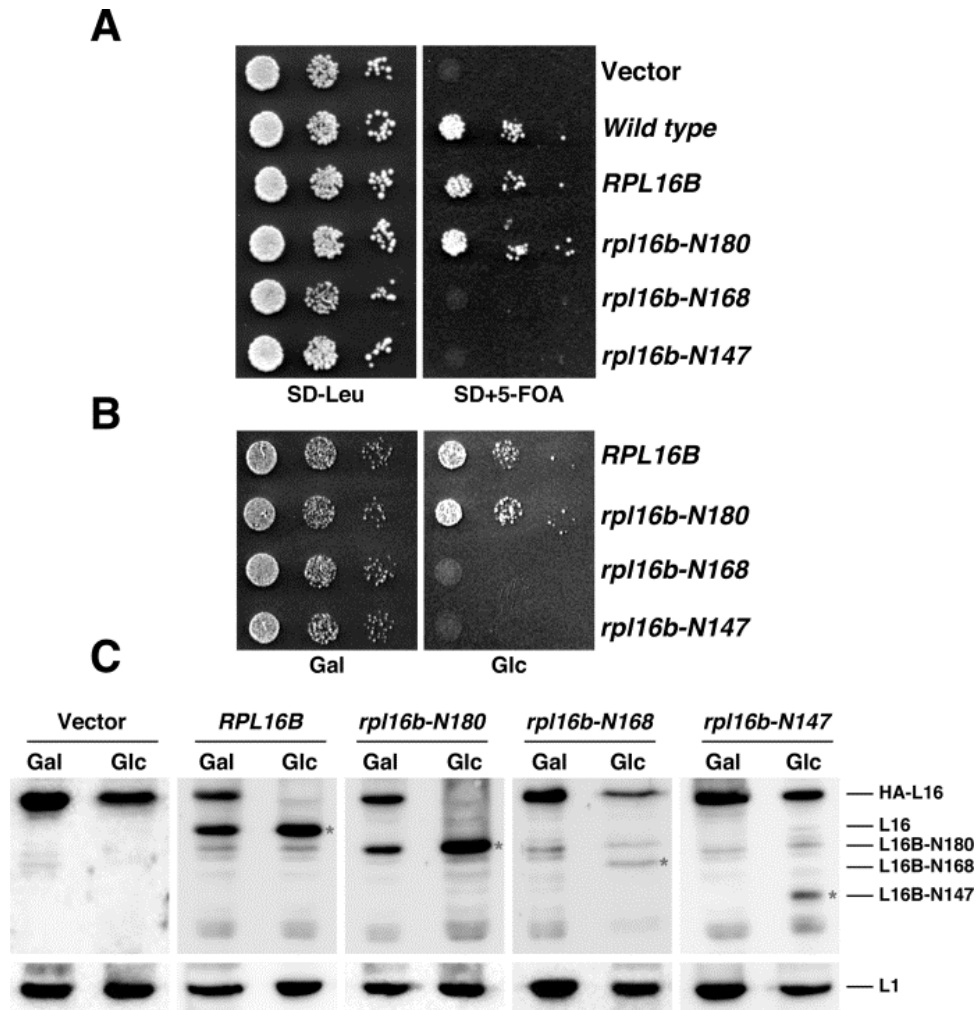 A
Vector
Wild type
RPL16B
rpl16b-N180
rpl16b-N168
rpl16b-N147
SD-Leu SD+5-FOA
B
RPL16B
rpl16b-N180
rpl16b-N168
rpl16b-N147
Gal Glc
C
Vector RPL16B rpl16b-N180 rpl16b-N168 rpl16b-N147
Gal Glc Gal Glc Gal Glc Gal Glc Gal Glc
HA-L16
* L16
* L16B-N180
* L16B-N168
* L16B-N147
L1